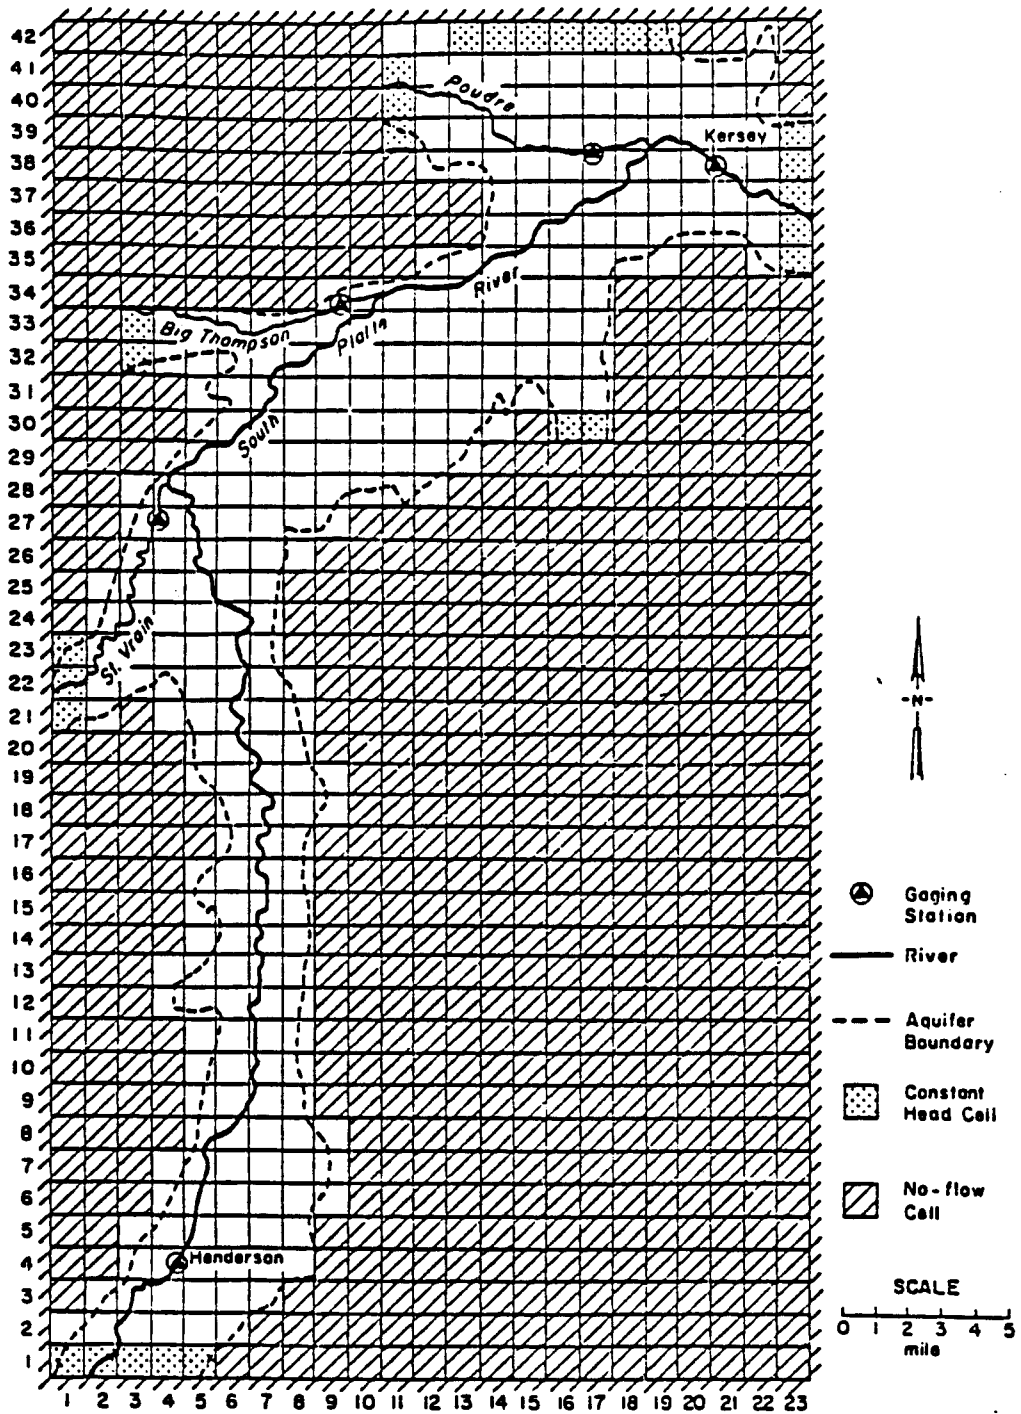 42
41
40
39
38
37
36
35
34
33
32
31
30
29
28
27
26
25
24
23
22
21
20
19
18
17
16
15
14
13
12
11
10
9
8
7
6
5
4
3
2
1
Poudre
Kersey
River
Big Thompson
Platte
South
St. Vrain
Henderson
1 2 3 4 5 6 7 8 9 10 11 12 13 14 15 16 17 18 19 20 21 22 23
-N-
Gaging
Station
River
Aquifer
Boundary
Constant
Head Cell
No-flow
Cell
SCALE
0 1 2 3 4 5
mile